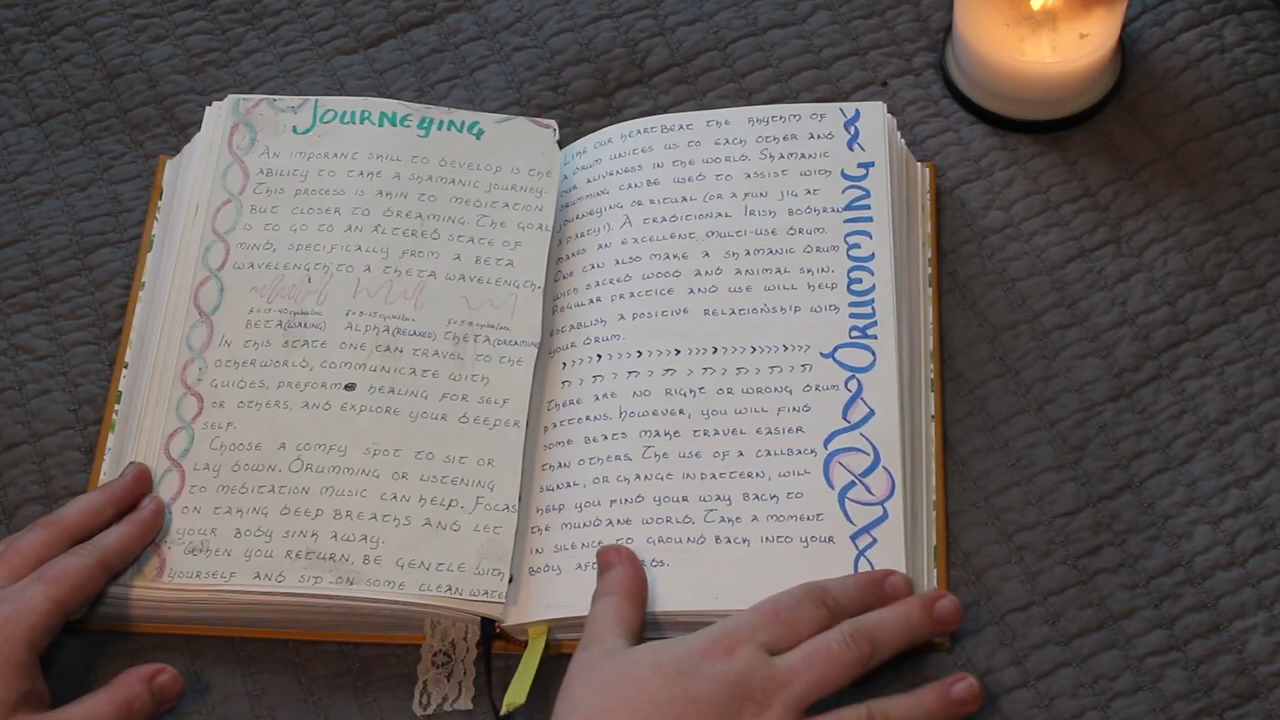 JOURNEYING
AN IMPORANT SKILL TO DEVELOP IS THE
ABILITY TO TAKE A SHAMANIC JOURNEY.
THIS PROCESS IS AKIN TO MEDITATION
BUT CLOSER TO DREAMING. THE GOAL
IS TO GO TO AN ALTERED STATE OF
MIND, SPECIFICALLY FROM A BETA
WAVELENGTH TO A THETA WAVELENGTH.
BETA (WAKING) ALPHA (RELAXED) THETA (DREAMING
IN THIS STATE ONE CAN TRAVEL TO THE
OTHERWORLD, COMMUNICATE WITH
GUIDES, PREFORM HEALING FOR SELF
OR OTHERS, AND EXPLORE YOUR DEEPER
SELF.
CHOOSE A COMFY SPOT TO SIT OR
LAY DOWN. DRUMMING OR LISTENING
TO MEDITATION MUSIC CAN HELP. FOCUS
ON TAKING DEEP BREATHS AND LET
YOUR BODY SINK AWAY.
WHEN YOU RETURN, BE GENTLE WITH
YOURSELF AND SIP ON SOME CLEAN WATER
LIKE OUR HEARTBEAT THE RHYTHM OF
A DRUM UNITES US TO EACH OTHER AND
OUR ALIVENESS IN THE WORLD. SHAMANIC
DRUMMING CAN BE USED TO ASSIST WITH
JOURNEYING OR RITUAL (OR A FUN JIG AT
A PARTY!). A TRADITIONAL IRISH BODHRAN
MAKES AN EXCELLENT MULTI-USE DRUM.
ONE CAN ALSO MAKE A SHAMANIC DRUM
WITH SACRED WOOD AND ANIMAL SKIN.
REGULAR PRACTICE AND USE WILL HELP
ESTABLISH A POSITIVE RELATIONSHIP WITH
YOUR DRUM.
THERE ARE NO RIGHT OR WRONG DRUM
PATTERNS. HOWEVER, YOU WILL FIND
SOME BEATS MAKE TRAVEL EASIER
THAN OTHERS. THE USE OF A CALLBACK
SIGNAL, OR CHANGE IN PATTERN, WILL
HELP YOU FIND YOUR WAY BACK TO
THE MUNDANE WORLD. TAKE A MOMENT
IN SILENCE TO GROUND BACK INTO YOUR
BODY
DRUMMING